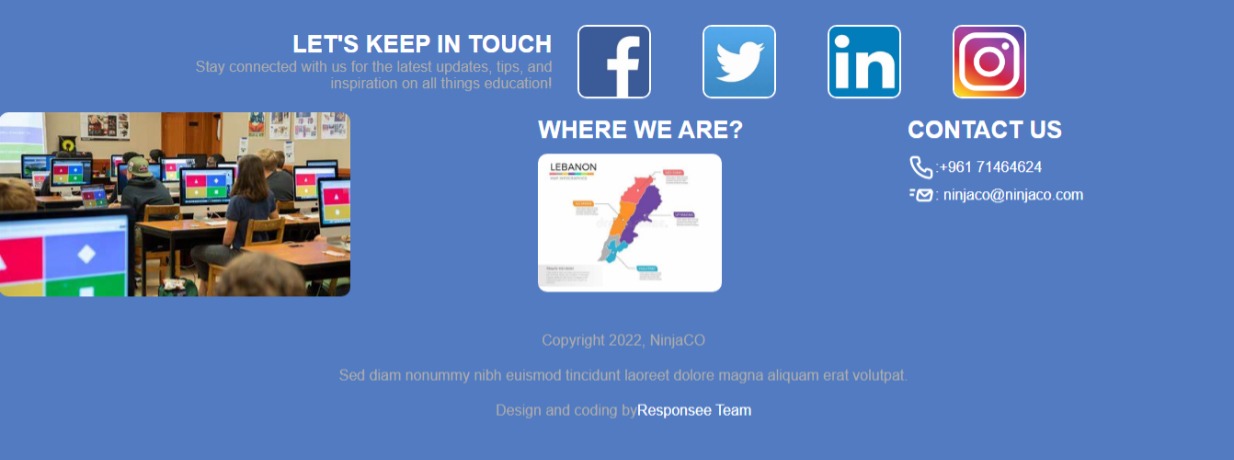 LET'S KEEP IN TOUCH
Stay connected with us for the latest updates, tips, and
inspiration on all things education!
WHERE WE ARE?
LEBANON
CONTACT US
:+961 71464624
: ninjaco@ninjaco.com
Copyright 2022, NinjaCO
Sed diam nonummy nibh euismod tincidunt laoreet dolore magna aliquam erat volutpat.
Design and coding byResponsee Team